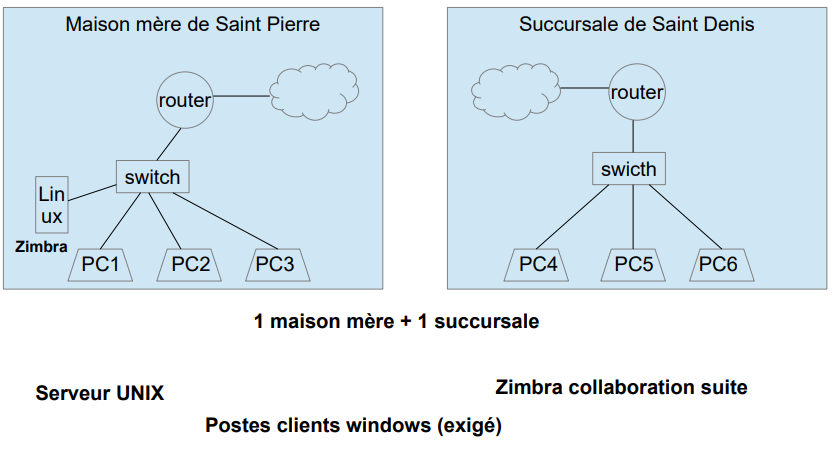 Maison mère de Saint Pierre
router
switch
Lin
ux
Zimbra
PC1
PC2
PC3
Succursale de Saint Denis
router
swicth
PC4
PC5
PC6
1 maison mère + 1 succursale
Serveur UNIX
Zimbra collaboration suite
Postes clients windows (exigé)